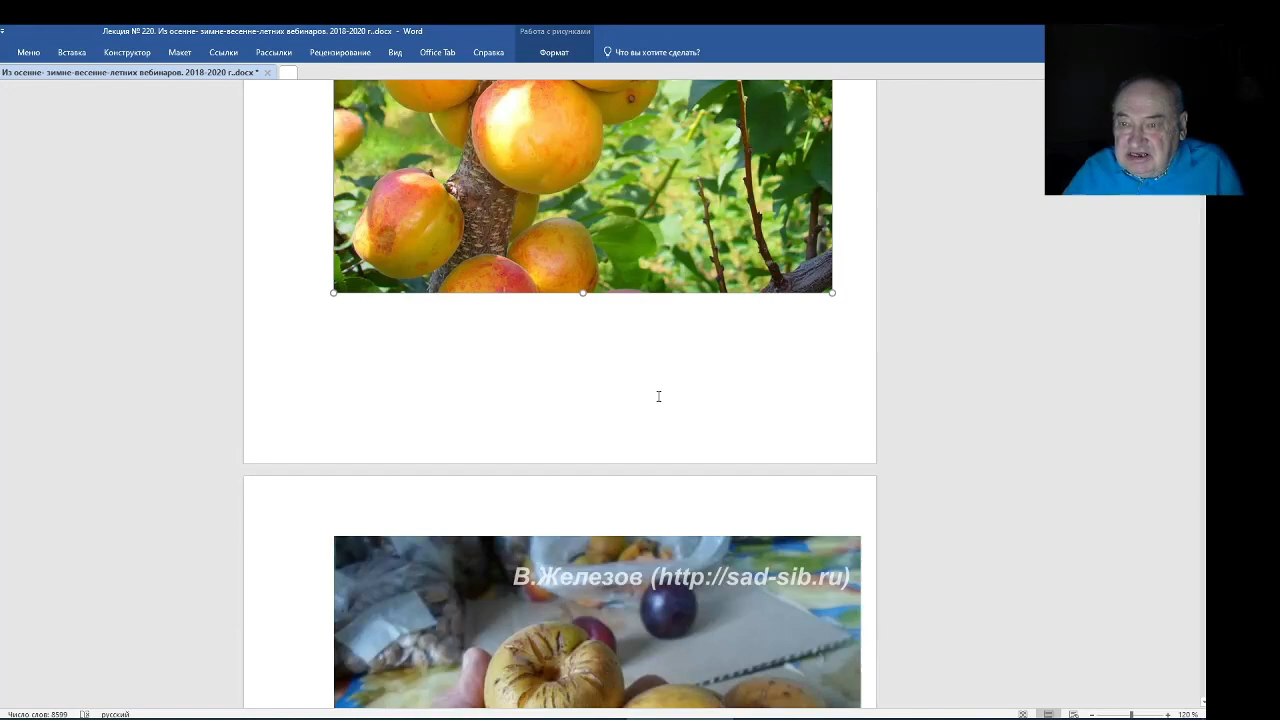 Лекция № 220. Из осенне- зимне-весенне-летних вебинаров. 2018-2020 г..docx - Word
Работа с рисунками
Меню Вставка Конструктор Макет Ссылки Рассылки Рецензирование Вид Office Tab Справка Формат Что вы хотите сделать?
Из осенне- зимне-весенне-летних вебинаров. 2018-2020 г..docx *
В.Железов (http://sad-sib.ru)
Число слов: 8599 русский 120 %